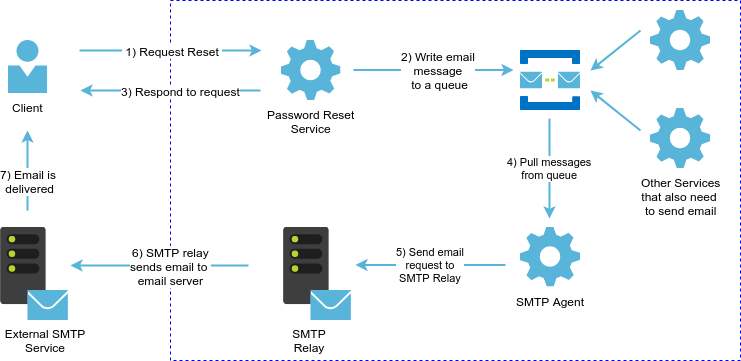 1) Request Reset
2) Write email
message
to a queue
3) Respond to request
Client
Password Reset
Service
4) Pull messages
from queue
7) Email is
delivered
Other Services
that also need
to send email
6) SMTP relay
sends email to
email server
5) Send email
request to
SMTP Relay
SMTP Agent
External SMTP
Service
SMTP
Relay